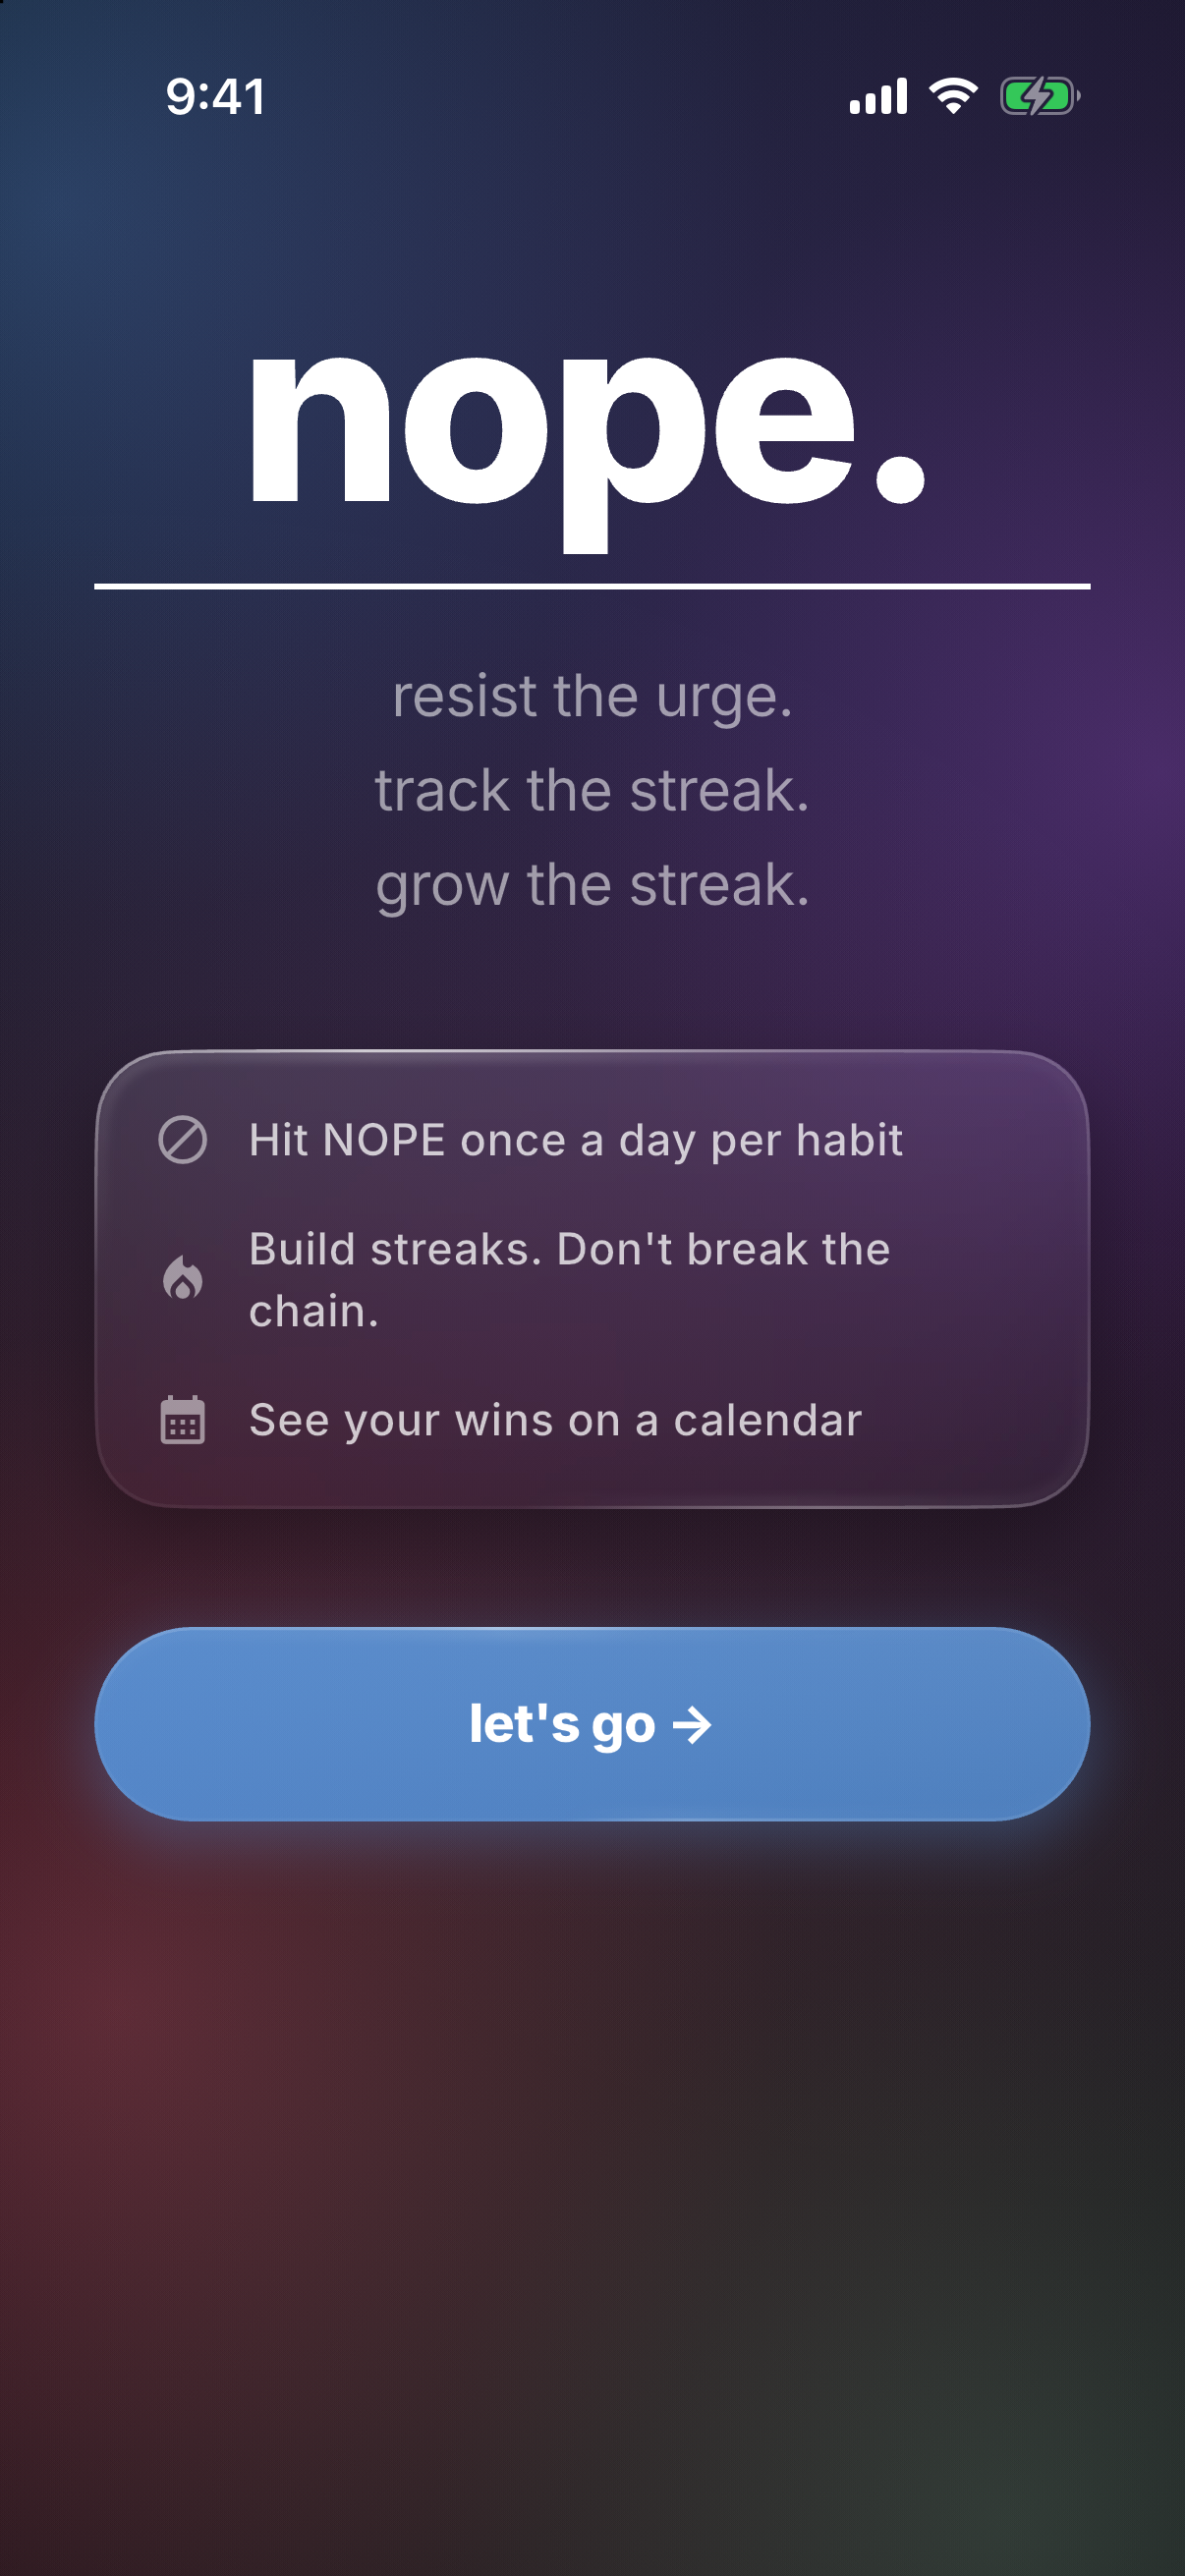 9:41
nope.
resist the urge.
track the streak.
grow the streak.
Hit NOPE once a day per habit
Build streaks. Don't break the
chain.
See your wins on a calendar
let's go →